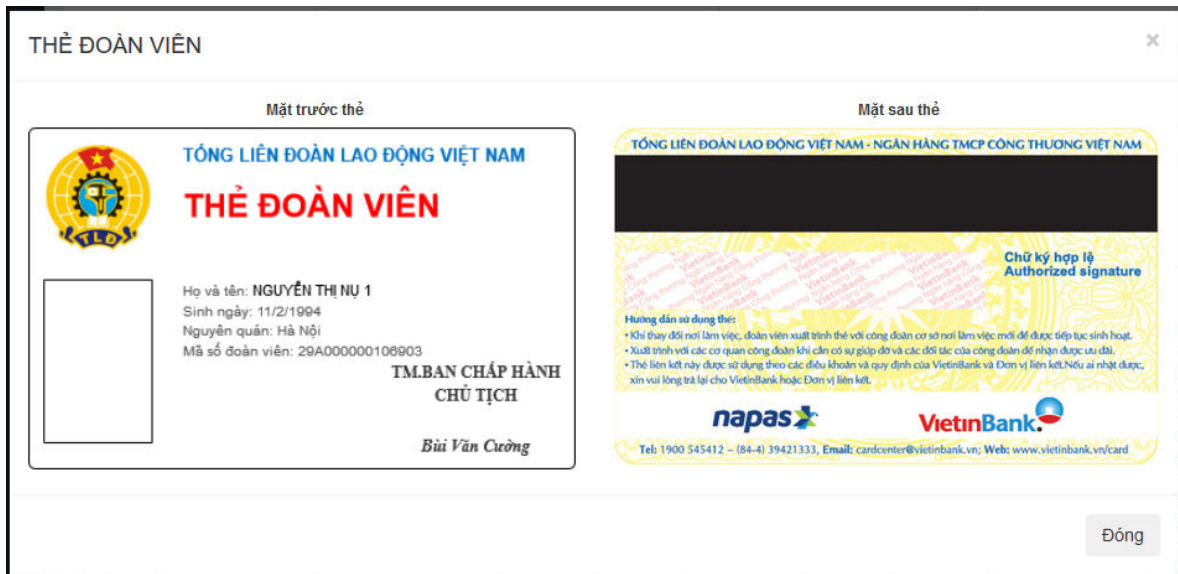 THẺ ĐOÀN VIÊN
×
Mặt trước thẻ
TỔNG LIÊN ĐOÀN LAO ĐỘNG VIỆT NAM
THẺ ĐOÀN VIÊN
TLĐ
Họ và tên: NGUYỄN THỊ NỤ 1
Sinh ngày: 11/2/1994
Nguyên quán: Hà Nội
Mã số đoàn viên: 29A000000106903
TM.BAN CHẤP HÀNH
CHỦ TỊCH
Bùi Văn Cường
Mặt sau thẻ
TỔNG LIÊN ĐOÀN LAO ĐỘNG VIỆT NAM - NGÂN HÀNG TMCP CÔNG THƯƠNG VIỆT NAM
Chữ ký hợp lệ
Authorized signature
Hướng dẫn sử dụng thẻ:
• Khi thay đổi nơi làm việc, đoàn viên xuất trình thẻ với công đoàn cơ sở nơi làm việc mới để được tiếp tục sinh hoạt.
• Xuất trình với các cơ quan công đoàn khi cần có sự giúp đỡ và các đối tác của công đoàn để nhận được ưu đãi.
• Thẻ liên kết này được sử dụng theo các điều khoản và quy định của VietinBank và Đơn vị liên kết.Nếu ai nhặt được,
xin vui lòng trả lại cho VietinBank hoặc Đơn vị liên kết.
napas
VietinBank
Tel: 1900 545412 – (84-4) 39421333, Email: cardcenter@vietinbank.vn; Web: www.vietinbank.vn/card
Đóng